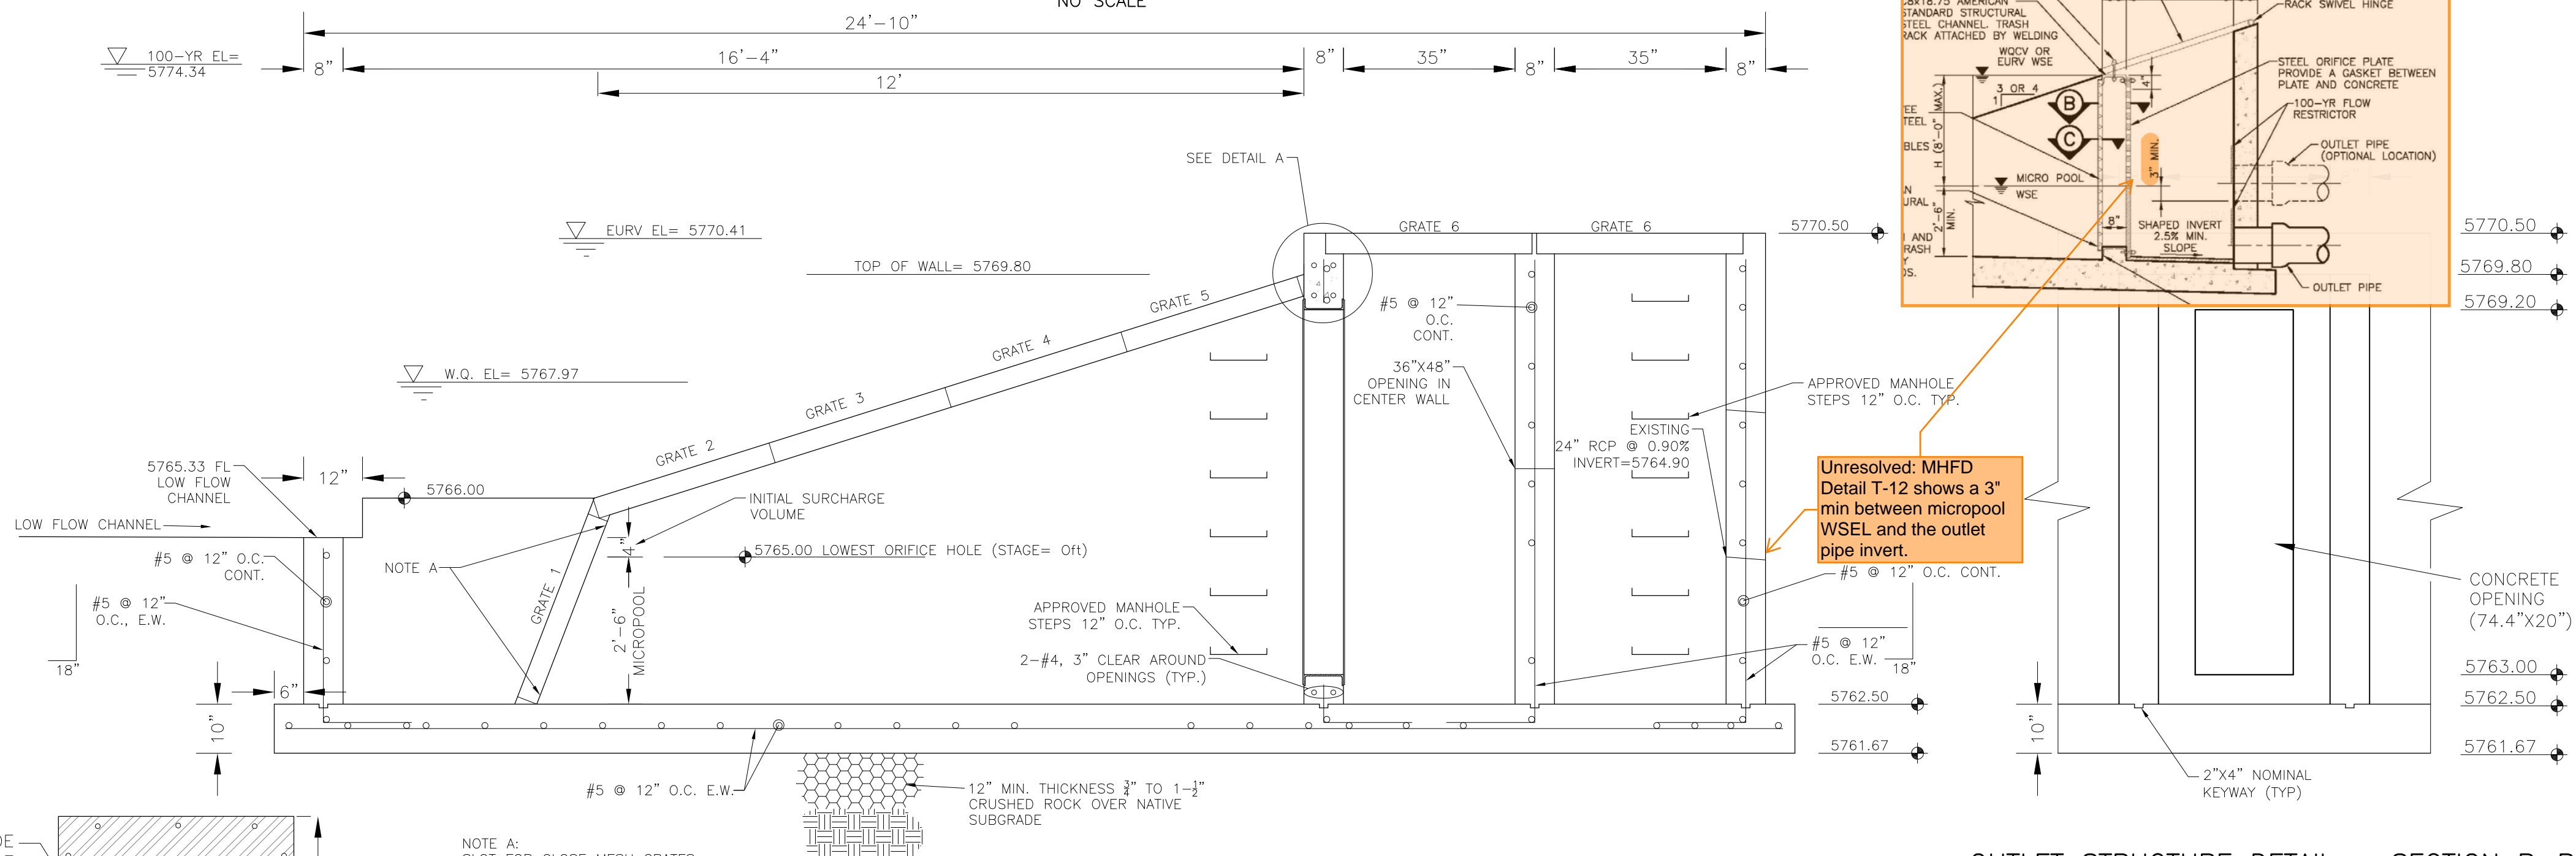 NO SCALE
24'-10"
100-YR EL=
5774.34
8"
16'-4"
8"
35"
8"
35"
8"
12'
SEE DETAIL A
EURV EL= 5770.41
TOP OF WALL= 5769.80
W.Q. EL= 5767.97
GRATE 1
GRATE 2
GRATE 3
GRATE 4
GRATE 5
GRATE 6
GRATE 6
5770.50
#5 @ 12"
O.C.
CONT.
36"X48"
OPENING IN
CENTER WALL
APPROVED MANHOLE
STEPS 12" O.C. TYP.
EXISTING
24" RCP @ 0.90%
INVERT=5764.90
5765.33 FL
LOW FLOW
CHANNEL
12"
5766.00
LOW FLOW CHANNEL
INITIAL SURCHARGE
VOLUME
4"
5765.00 LOWEST ORIFICE HOLE (STAGE= 0ft)
#5 @ 12" O.C.
CONT.
NOTE A
#5 @ 12"
O.C., E.W.
18"
2'-6"
MICROPOOL
APPROVED MANHOLE
STEPS 12" O.C. TYP.
2-#4, 3" CLEAR AROUND
OPENINGS (TYP.)
#5 @ 12" O.C. CONT.
#5 @ 12"
O.C. E.W.
18"
6"
10"
5762.50
5761.67
#5 @ 12" O.C. E.W.
12" MIN. THICKNESS 3/4" TO 1-1/2"
CRUSHED ROCK OVER NATIVE
SUBGRADE
NOTE A:
C8x18.75 AMERICAN
STANDARD STRUCTURAL
STEEL CHANNEL. TRASH
RACK ATTACHED BY WELDING
RACK SWIVEL HINGE
WQCV OR
EURV WSE
STEEL ORIFICE PLATE
PROVIDE A GASKET BETWEEN
PLATE AND CONCRETE
3 OR 4
1
4"
B
C
100-YR FLOW
RESTRICTOR
H (8'-0" MAX.)
3" MIN.
OUTLET PIPE
(OPTIONAL LOCATION)
MICRO POOL
WSE
2'-6"
MIN.
8"
SHAPED INVERT
2.5% MIN.
SLOPE
OUTLET PIPE
Unresolved: MHFD
Detail T-12 shows a 3"
min between micropool
WSEL and the outlet
pipe invert.
5770.50
5769.80
5769.20
CONCRETE
OPENING
(74.4"X20")
5763.00
5762.50
5761.67
10"
2"X4" NOMINAL
KEYWAY (TYP)